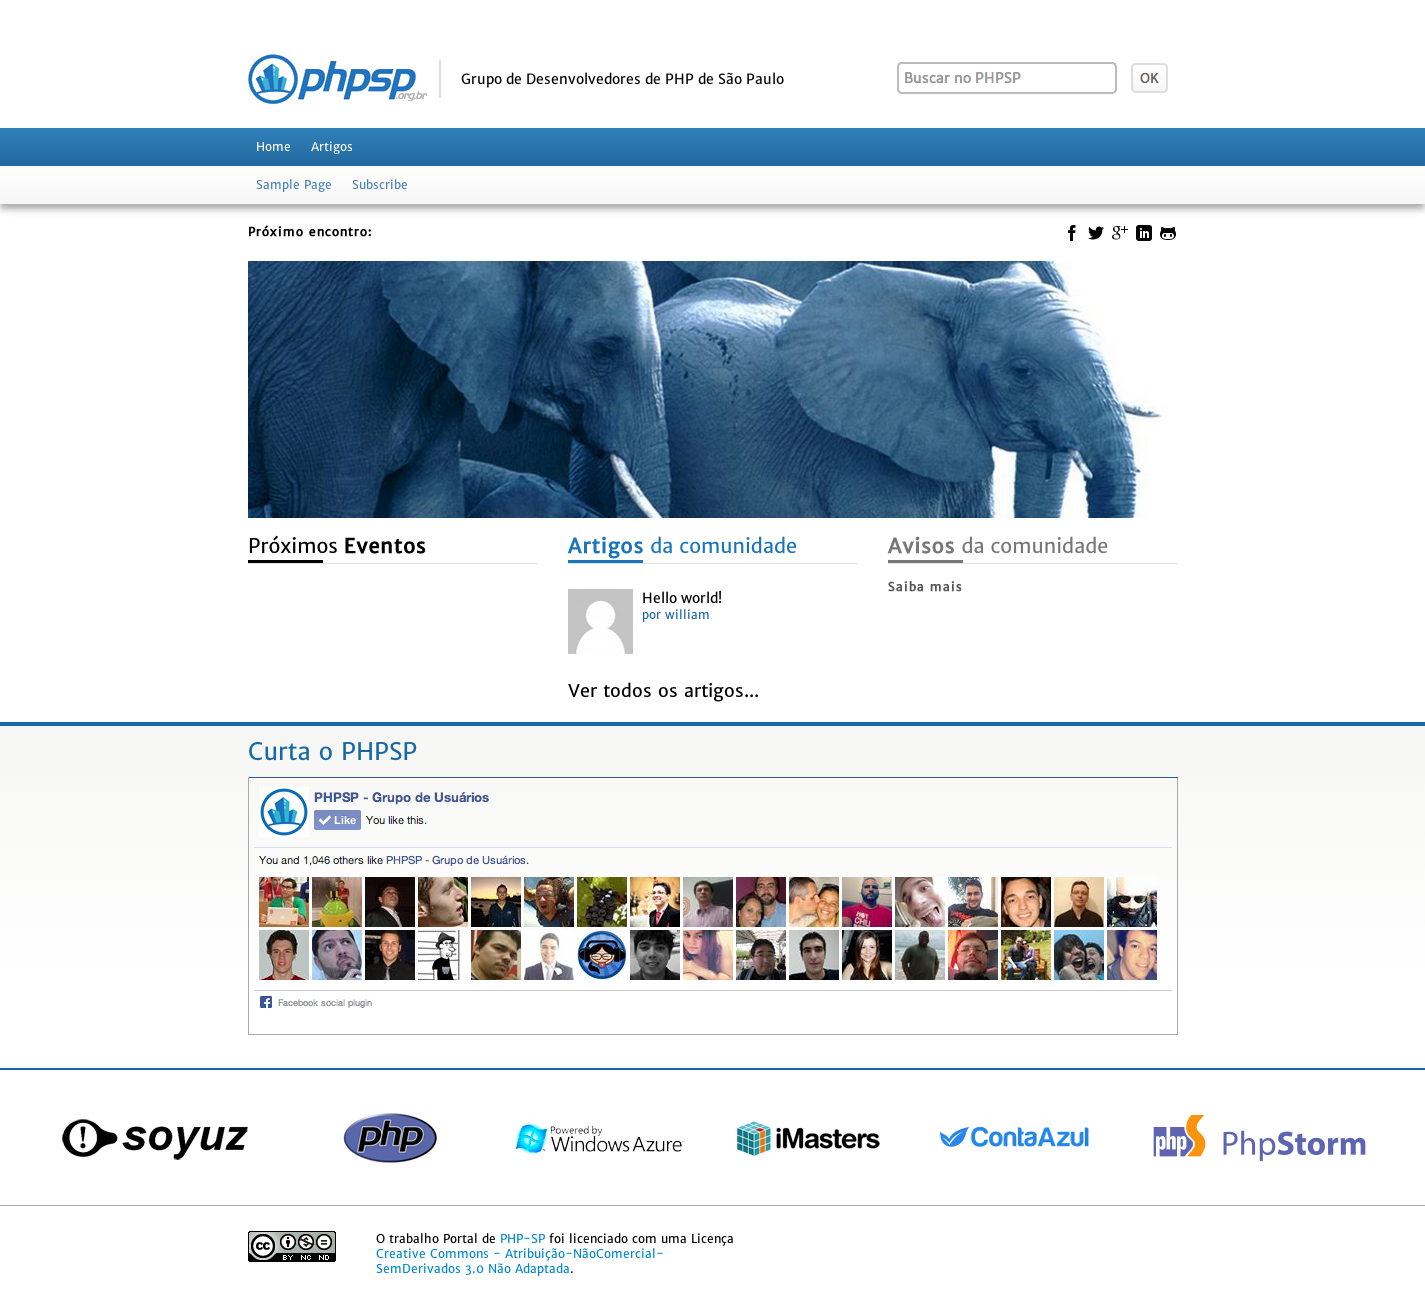 phpsp
.org.br
Grupo de Desenvolvedores de PHP de São Paulo
Buscar no PHPSP
OK
Home Artigos
Sample Page Subscribe
Próximo encontro:
Próximos Eventos
Artigos da comunidade
Avisos da comunidade
Saiba mais
Hello world!
por william
Ver todos os artigos...
Curta o PHPSP
PHPSP - Grupo de Usuários
Like You like this.
You and 1,046 others like PHPSP - Grupo de Usuários.
Facebook social plugin
soyuz
php
Powered by
Windows Azure
iMasters
ContaAzul
php
PhpStorm
cc
BY NC ND
O trabalho Portal de PHP-SP foi licenciado com uma Licença
Creative Commons - Atribuição-NãoComercial-
SemDerivados 3.0 Não Adaptada.